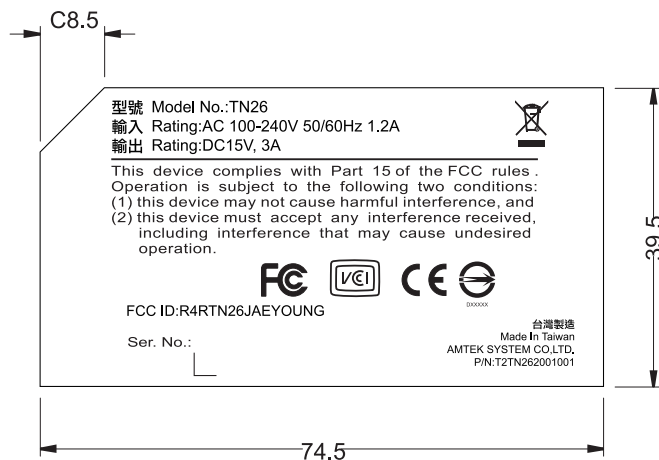 C8.5
型號 Model No.:TN26
輸入 Rating:AC 100-240V 50/60Hz 1.2A
輸出 Rating:DC15V, 3A
This device complies with Part 15 of the FCC rules .
Operation is subject to the following two conditions:
(1) this device may not cause harmful interference, and
(2) this device must accept any interference received,
including interference that may cause undesired
operation.
FC VCI CE
DXXXXX
FCC ID:R4RTN26JAEYOUNG
Ser. No.:
台灣製造
Made In Taiwan
AMTEK SYSTEM CO,LTD.
P/N:T2TN262001001
39.5
74.5